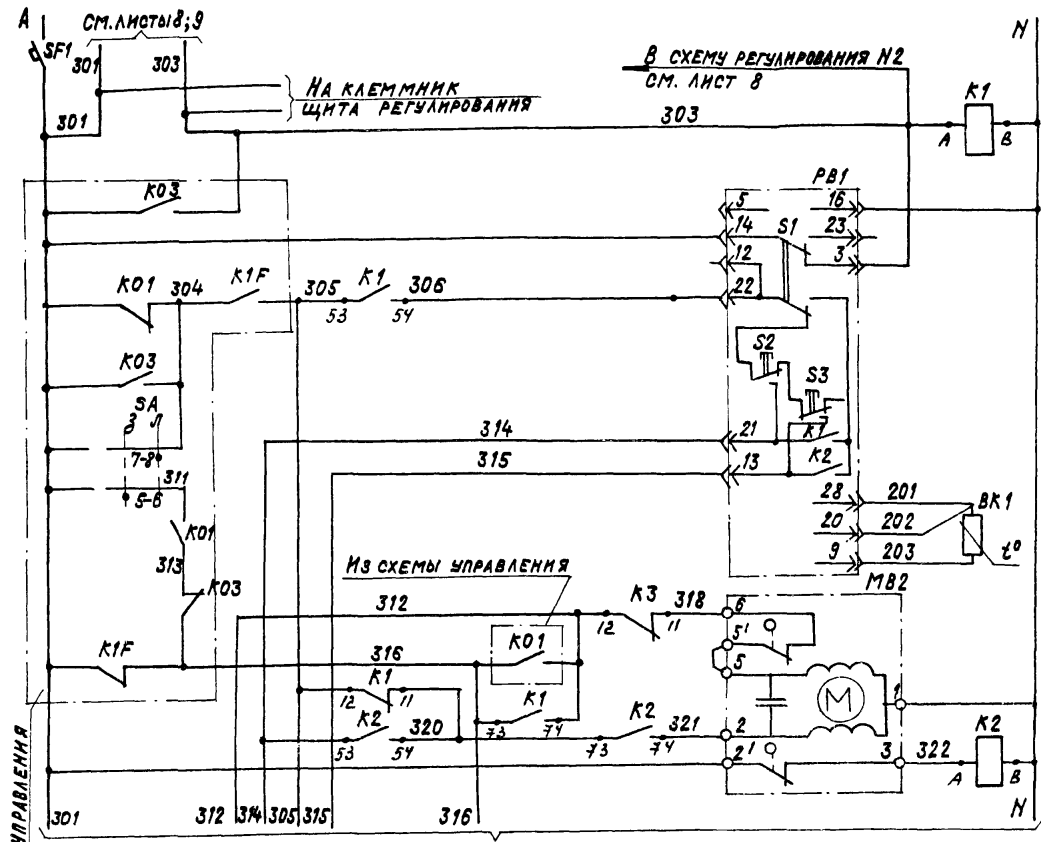 A
SF1
СМ. ЛИСТЫ 8; 9
301
303
НА КЛЕММНИК
ЩИТА РЕГУЛИРОВАНИЯ
301
В СХЕМУ РЕГУЛИРОВАНИЯ N2
СМ. ЛИСТ 8
N
K1
303
A
B
K03
PB1
5
16
14
S1
23
12
3
K01
304
K1F
305
K1
306
53
54
22
K03
S2
S3
SA
З
Л
7-8
311
5-6
314
21
K1
315
13
K2
K01
313
K03
28
201
BK1
20
202
9
203
t°
ИЗ СХЕМЫ УПРАВЛЕНИЯ
MB2
312
K3
318
12
11
6
5'
5
K1F
316
K01
K1
12
11
K1
73
74
M
1
K2
320
53
54
K2
321
73
74
2
2'
3
322
K2
A
B
УПРАВЛЕНИЯ
301
312
314
305
315
316
N